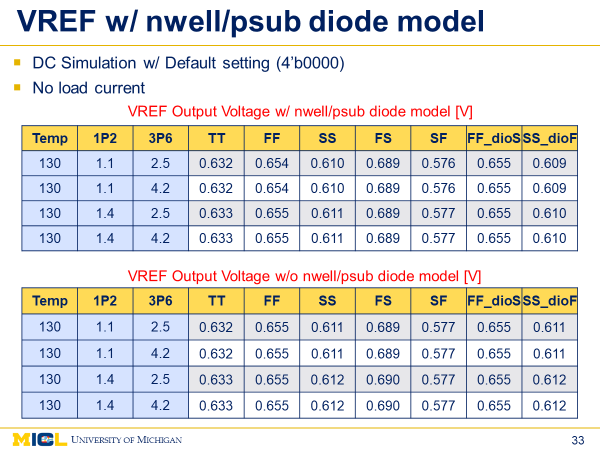 VREF w/ nwell/psub diode model
DC Simulation w/ Default setting (4'b0000)
No load current
VREF Output Voltage w/ nwell/psub diode model [V]
Temp 1P2 3P6 TT FF SS FS SF FF_dioS SS_dioF
130 1.1 2.5 0.632 0.654 0.610 0.689 0.576 0.655 0.609
130 1.1 4.2 0.632 0.654 0.610 0.689 0.576 0.655 0.609
130 1.4 2.5 0.633 0.655 0.611 0.689 0.577 0.655 0.610
130 1.4 4.2 0.633 0.655 0.611 0.689 0.577 0.655 0.610
VREF Output Voltage w/o nwell/psub diode model [V]
Temp 1P2 3P6 TT FF SS FS SF FF_dioS SS_dioF
130 1.1 2.5 0.632 0.655 0.611 0.689 0.577 0.655 0.611
130 1.1 4.2 0.632 0.655 0.611 0.689 0.577 0.655 0.611
130 1.4 2.5 0.633 0.655 0.612 0.690 0.577 0.655 0.612
130 1.4 4.2 0.633 0.655 0.612 0.690 0.577 0.655 0.612
MICL UNIVERSITY OF MICHIGAN
33